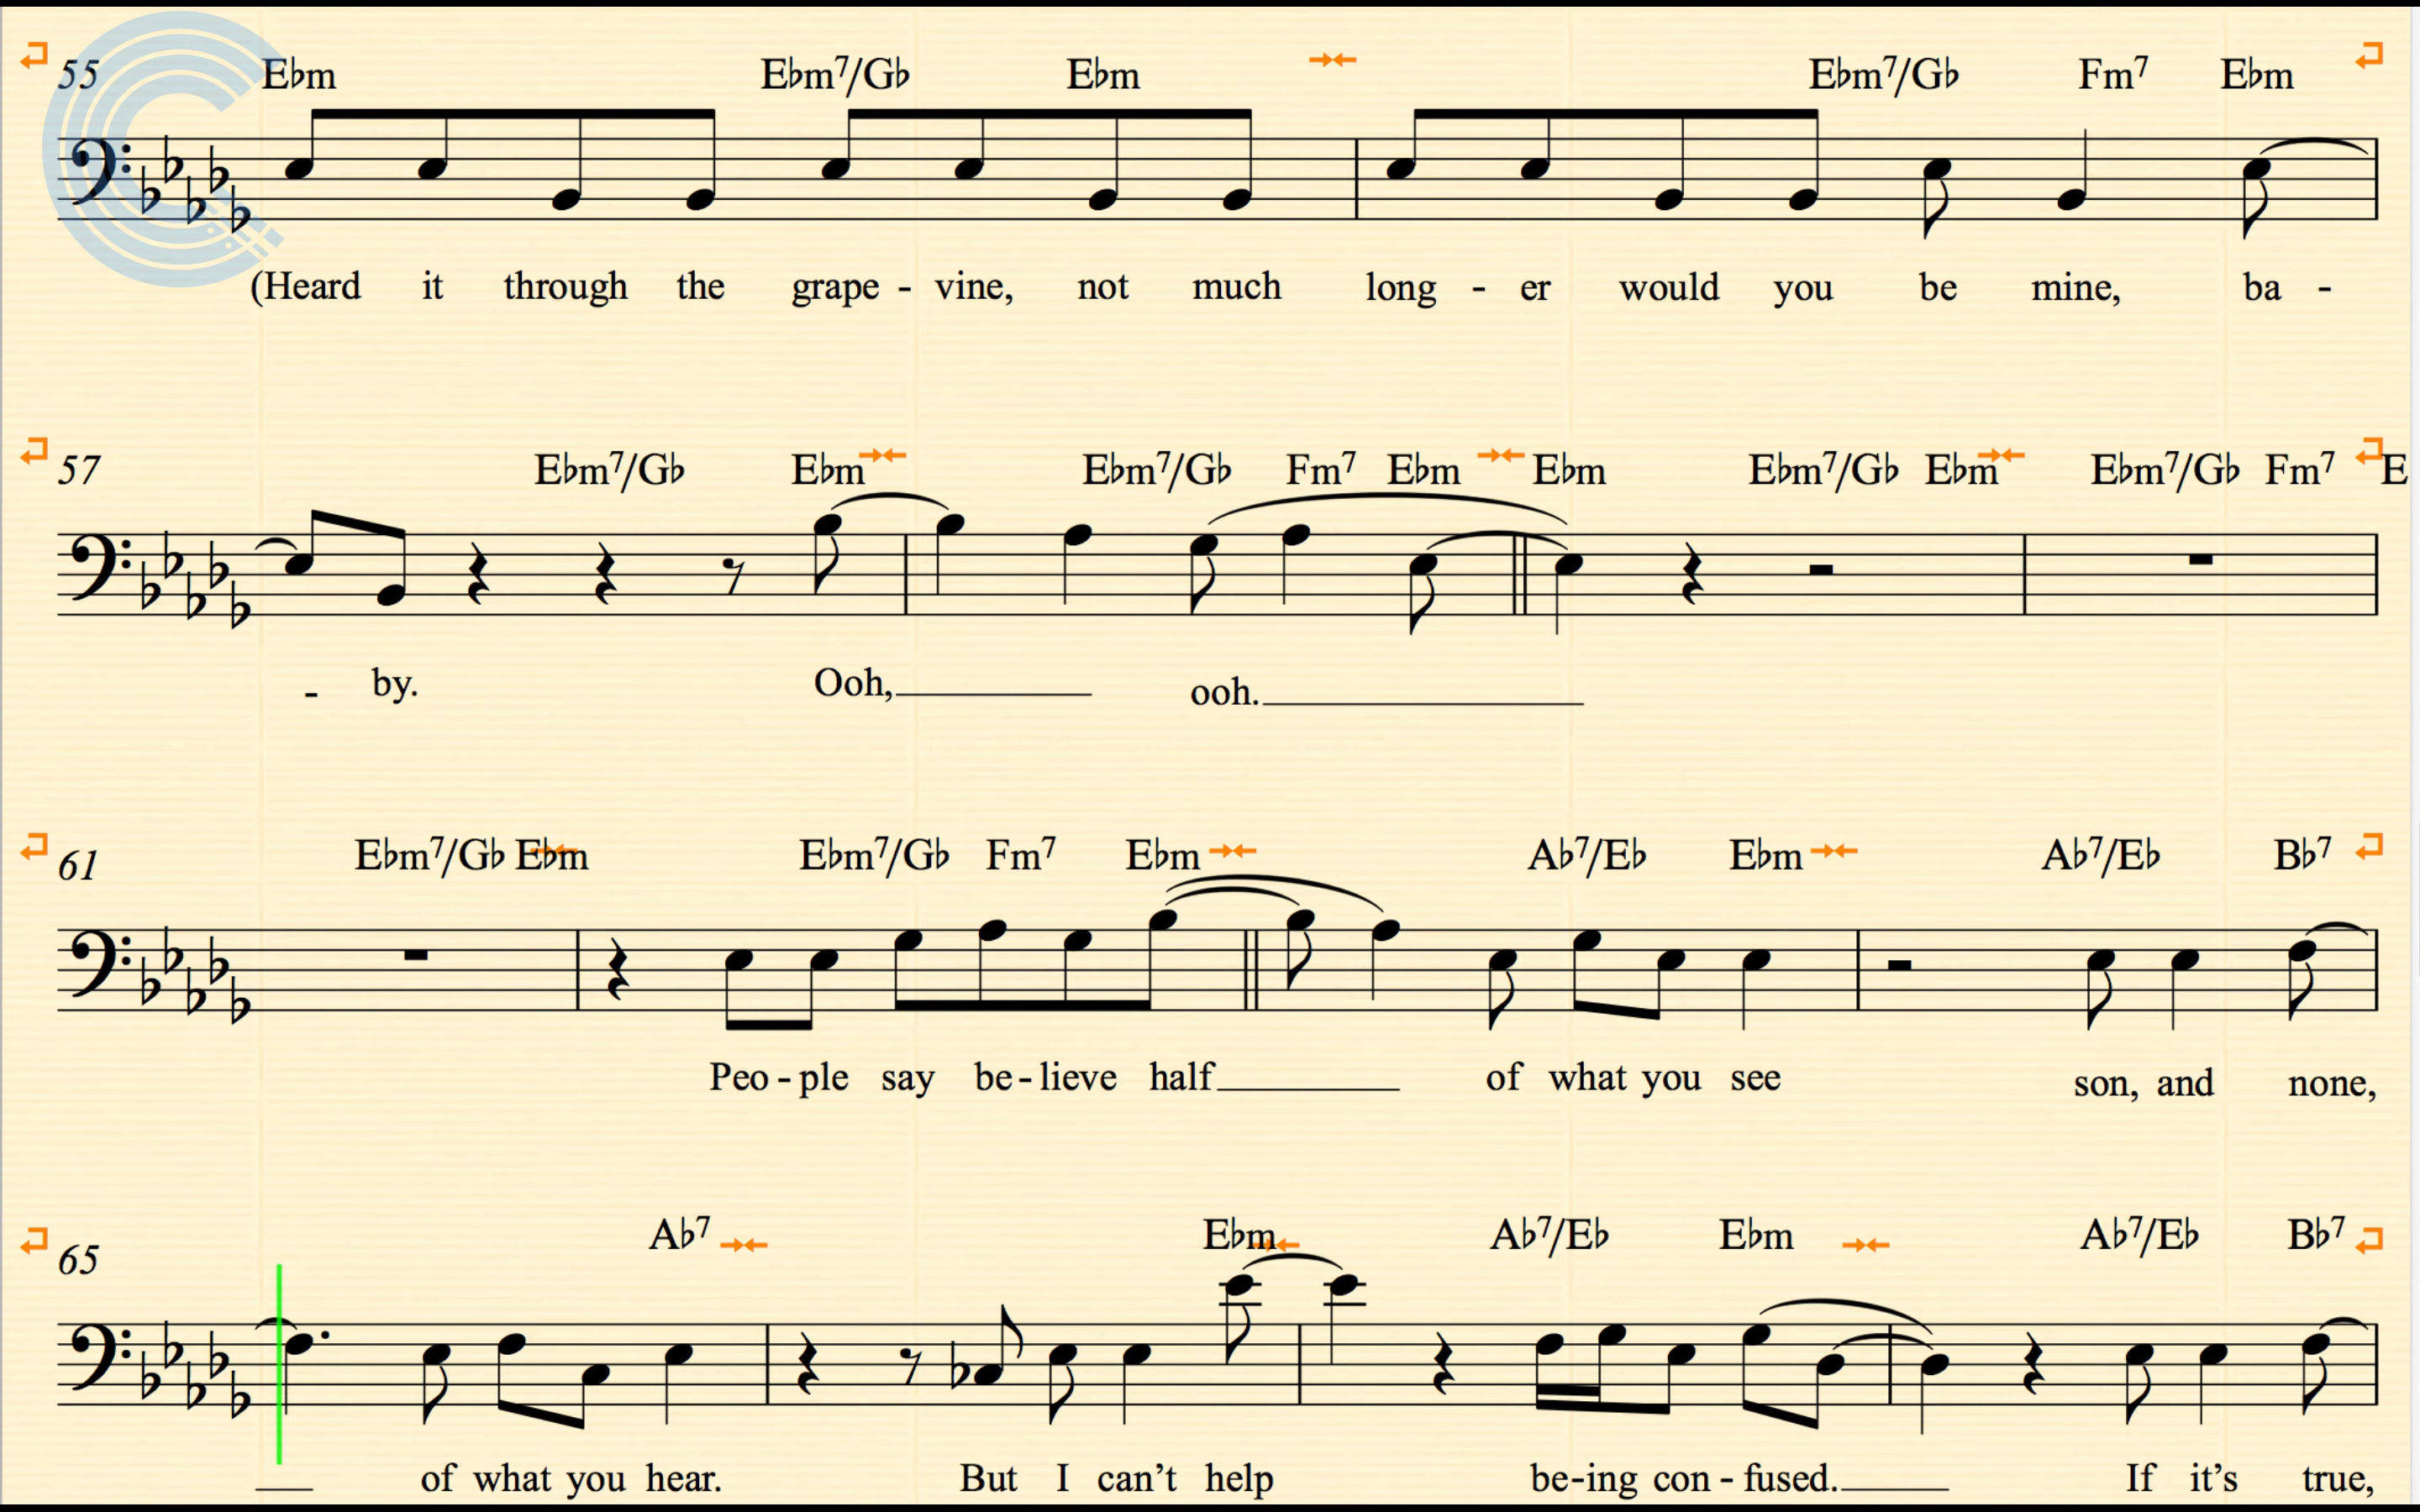 55 E♭m E♭m7/G♭ E♭m E♭m7/G♭ Fm7 E♭m
(Heard it through the grape - vine, not much long - er would you be mine, ba -
57 E♭m7/G♭ E♭m E♭m7/G♭ Fm7 E♭m E♭m E♭m7/G♭ E♭m E♭m7/G♭ Fm7 E
- by. Ooh, ooh.
61 E♭m7/G♭ E♭m E♭m7/G♭ Fm7 E♭m A♭7/E♭ E♭m A♭7/E♭ B♭7
Peo - ple say be - lieve half of what you see son, and none,
65 A♭7 E♭m A♭7/E♭ E♭m A♭7/E♭ B♭7
of what you hear. But I can't help be - ing con - fused. If it's true,